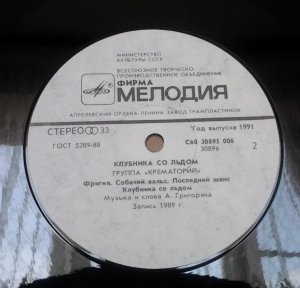 МИНИСТЕРСТВО
КУЛЬТУРЫ СССР
ВСЕСОЮЗНОЕ ТВОРЧЕСКО-
ПРОИЗВОДСТВЕННОЕ ОБЪЕДИНЕНИЕ
ФИРМА
МЕЛОДИЯ
АПРЕЛЕВСКИЙ ОРДЕНА ЛЕНИНА ЗАВОД ГРАМПЛАСТИНОК
СТЕРЕО 33
Год выпуска 1991
ГОСТ 5289-88
С60 30895 006
30896
2
КЛУБНИКА СО ЛЬДОМ
ГРУППА «КРЕМАТОРИЙ»
Фригия. Собачий вальс. Последний шанс
Клубника со льдом
Музыка и слова А. Григоряна
Запись 1989 г.